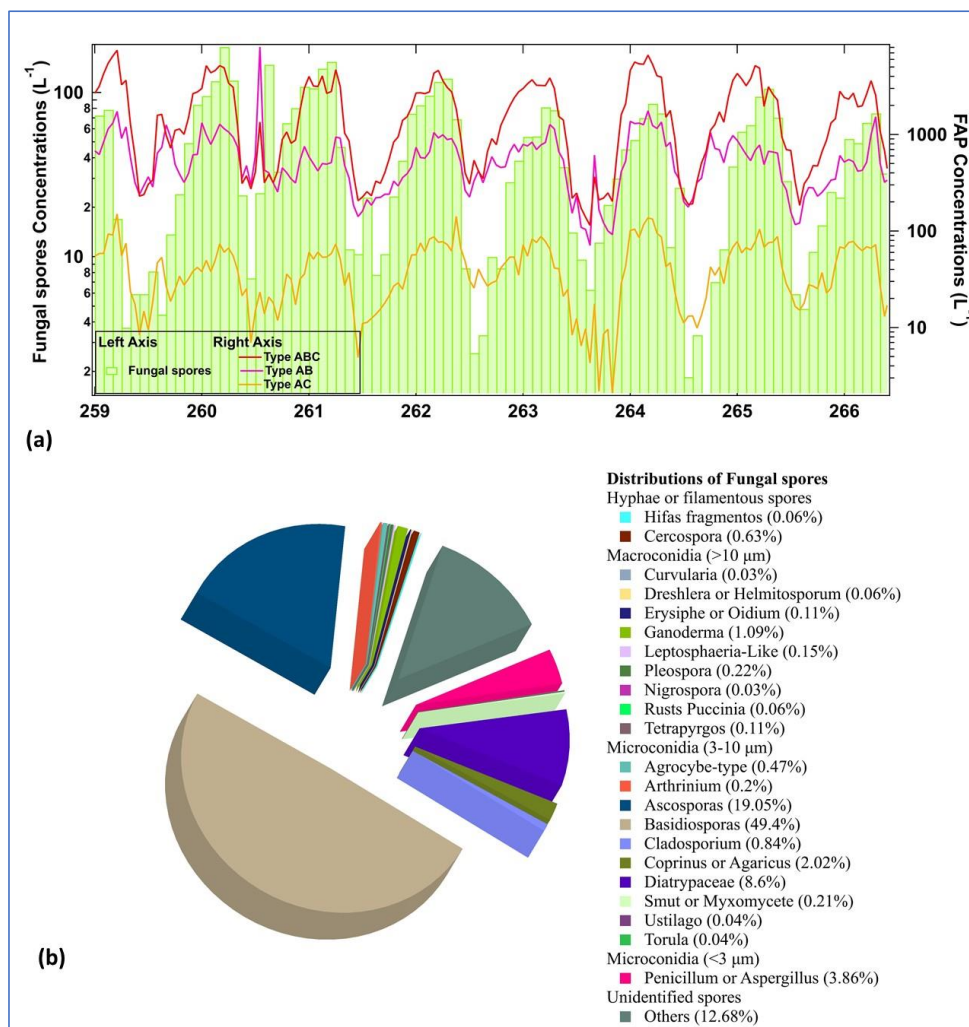 Fungal spores Concentrations (L⁻¹)
100
8
6
4
2
10
8
6
4
2
Left Axis
Fungal spores
Right Axis
Type ABC
Type AB
Type AC
1000
100
10
FAP Concentrations (L⁻¹)
259 260 261 262 263 264 265 266
(a)
Distributions of Fungal spores
Hyphae or filamentous spores
Hifas fragmentos (0.06%)
Cercospora (0.63%)
Macroconidia (>10 μm)
Curvularia (0.03%)
Dreshlera or Helmitosporum (0.06%)
Erysiphe or Oidium (0.11%)
Ganoderma (1.09%)
Leptosphaeria-Like (0.15%)
Pleospora (0.22%)
Nigrospora (0.03%)
Rusts Puccinia (0.06%)
Tetrapyrgos (0.11%)
Microconidia (3-10 μm)
Agrocybe-type (0.47%)
Arthrinium (0.2%)
Ascosporas (19.05%)
Basidiosporas (49.4%)
Cladosporium (0.84%)
Coprinus or Agaricus (2.02%)
Diatrypaceae (8.6%)
Smut or Myxomycete (0.21%)
Ustilago (0.04%)
Torula (0.04%)
Microconidia (<3 μm)
Penicillum or Aspergillus (3.86%)
Unidentified spores
Others (12.68%)
(b)